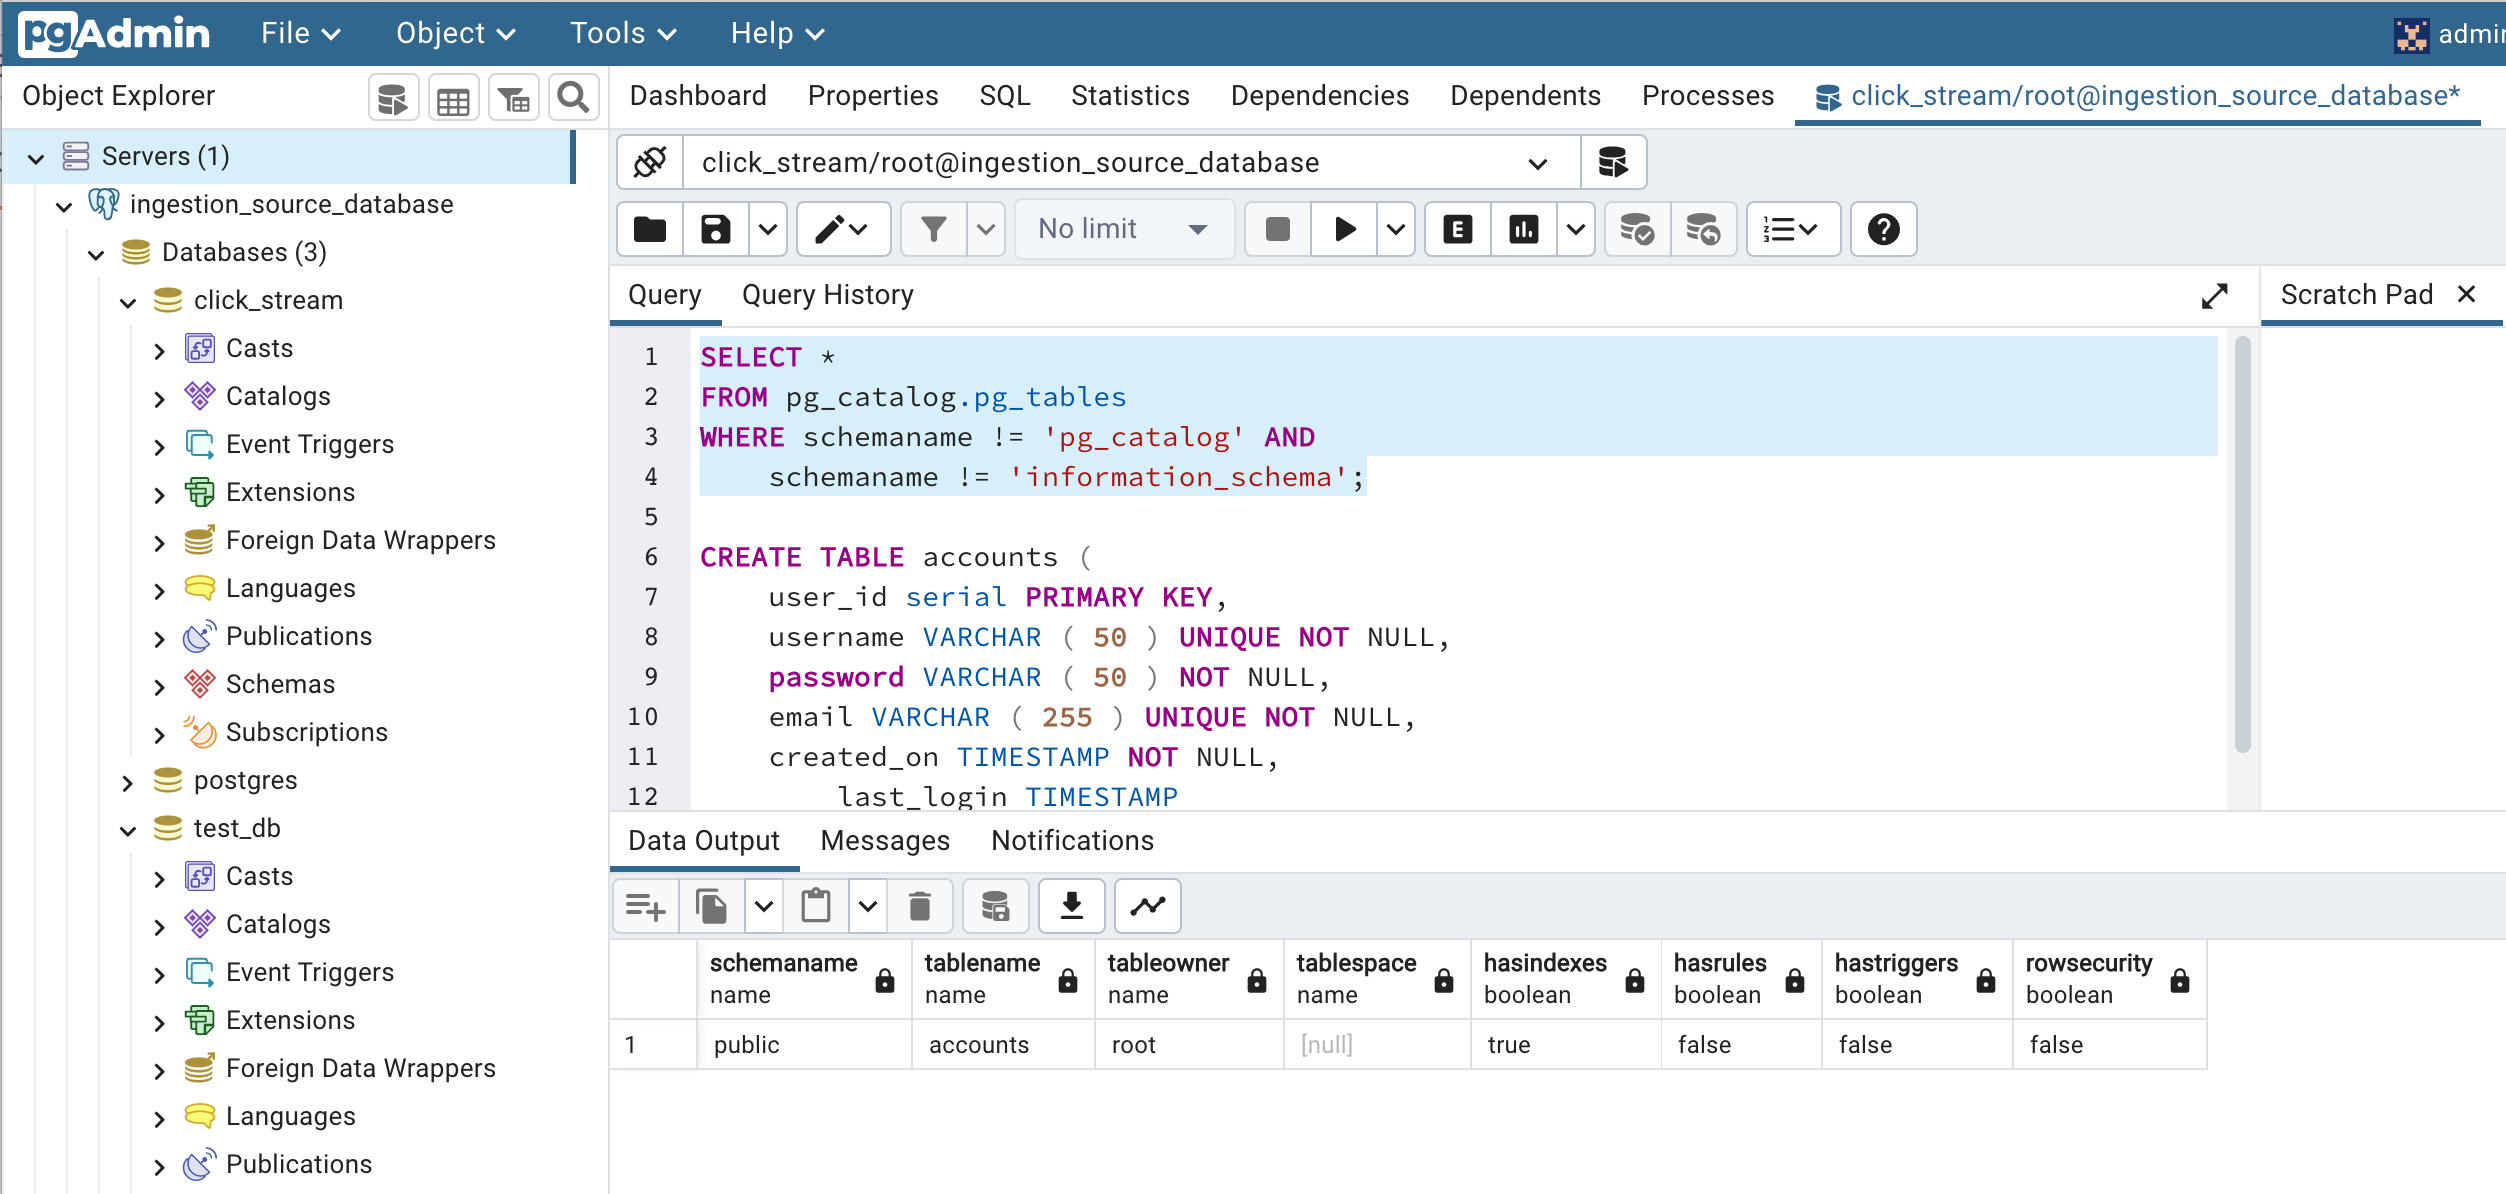 pgAdmin File Object Tools Help
Object Explorer
Servers (1)
ingestion_source_database
Databases (3)
click_stream
Casts
Catalogs
Event Triggers
Extensions
Foreign Data Wrappers
Languages
Publications
Schemas
Subscriptions
postgres
test_db
Casts
Catalogs
Event Triggers
Extensions
Foreign Data Wrappers
Languages
Publications
Dashboard Properties SQL Statistics Dependencies Dependents Processes click_stream/root@ingestion_source_database*
click_stream/root@ingestion_source_database
No limit E
Query Query History Scratch Pad
1 SELECT *
2 FROM pg_catalog.pg_tables
3 WHERE schemaname != 'pg_catalog' AND
4 schemaname != 'information_schema';
5
6 CREATE TABLE accounts (
7 user_id serial PRIMARY KEY,
8 username VARCHAR ( 50 ) UNIQUE NOT NULL,
9 password VARCHAR ( 50 ) NOT NULL,
10 email VARCHAR ( 255 ) UNIQUE NOT NULL,
11 created_on TIMESTAMP NOT NULL,
12 last_login TIMESTAMP
Data Output Messages Notifications
schemaname tablename tableowner tablespace hasindexes hasrules hastriggers rowsecurity
name name name name boolean boolean boolean boolean
1 public accounts root [null] true false false false